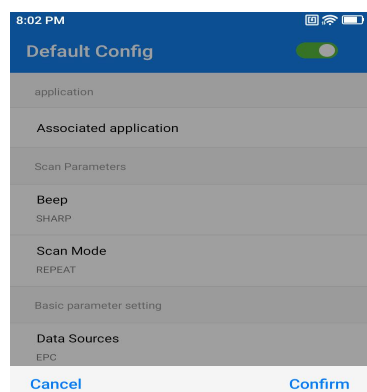 8:02 PM
Default Config
application
Associated application
Scan Parameters
Beep
SHARP
Scan Mode
REPEAT
Basic parameter setting
Data Sources
EPC
Cancel Confirm